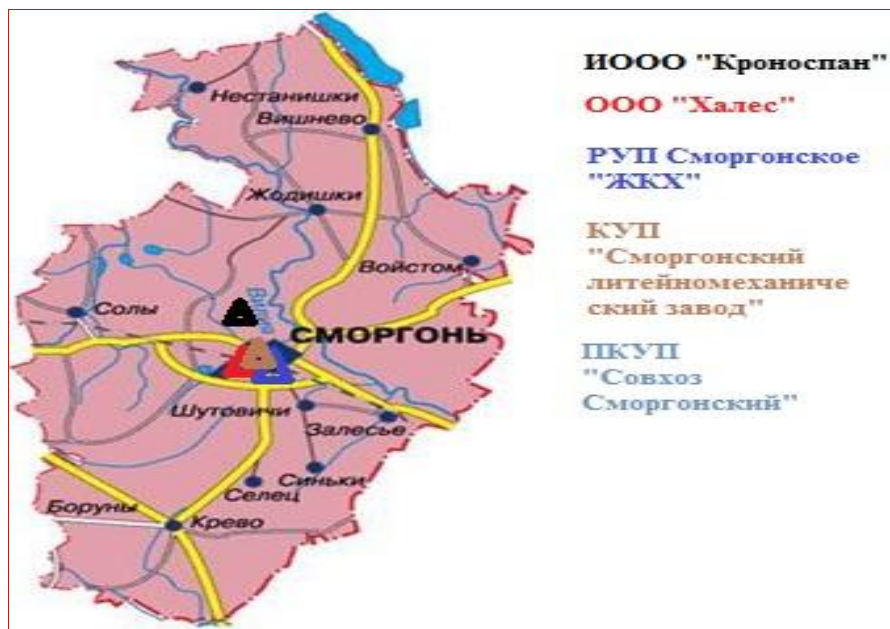 ИООО "Кроноспан"
ООО "Халес"
РУП Сморгонское
"ЖКХ"
КУП
"Сморгонский
литейномеханиче
ский завод"
ПКУП
"Совхоз
Сморгонский"
Нестанишки
Вишнево
Жодишки
Войстом
Солы
СМОРГОНЬ
Шутовичи
Залесье
Синьки
Селец
Боруны
Крево